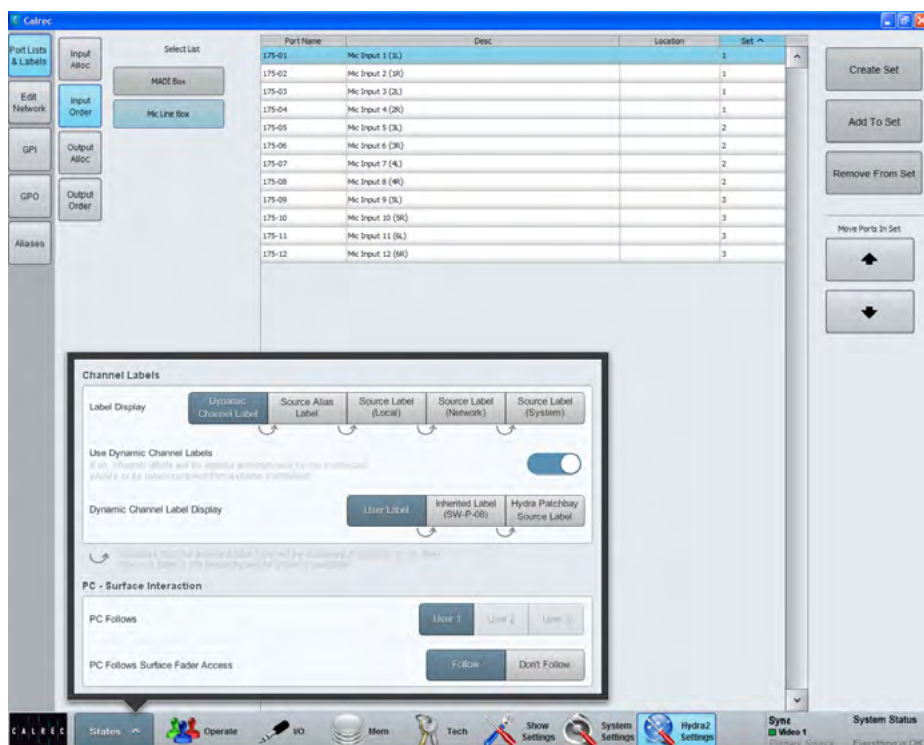 Calrec
Port Lists & Labels
Edit Network
GPI
GPO
Aliases
Input Alloc
Input Order
Output Alloc
Output Order
Select List
MADI Box
Mic Line Box
Port Name Desc Location Set
175-01 Mic Input 1 (1L) 1
175-02 Mic Input 2 (1R) 1
175-03 Mic Input 3 (2L) 1
175-04 Mic Input 4 (2R) 1
175-05 Mic Input 5 (3L) 2
175-06 Mic Input 6 (3R) 2
175-07 Mic Input 7 (4L) 2
175-08 Mic Input 8 (4R) 2
175-09 Mic Input 9 (5L) 3
175-10 Mic Input 10 (5R) 3
175-11 Mic Input 11 (6L) 3
175-12 Mic Input 12 (6R) 3
Create Set
Add To Set
Remove From Set
Move Ports In Set
Channel Labels
Label Display
Dynamic Channel Label
Source Alias Label
Source Label (Local)
Source Label (Network)
Source Label (System)
Use Dynamic Channel Labels
Dynamic Channel Label Display
User Label
Inherited Label (SW-P-08)
Hydra Patchbay Source Label
PC - Surface Interaction
PC Follows
User 1
User 2
User 3
PC Follows Surface Fader Access
Follow
Don't Follow
CALREC
States
Operate
I/O
Mem
Tech
Show Settings
System Settings
Hydra2 Settings
Sync
Video 1
System Status